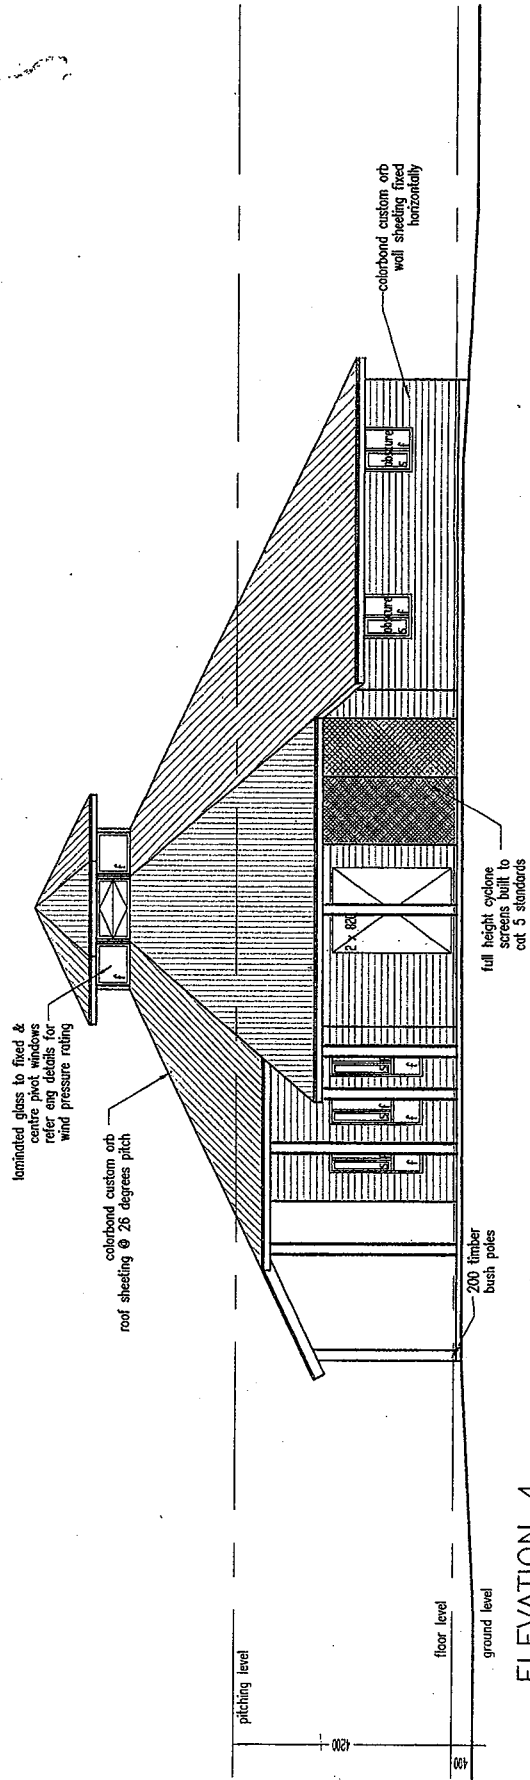 laminated glass to fixed &
centre pivot windows
refer eng details for
wind pressure rating
colorbond custom orb
roof sheeting @ 26 degrees pitch
colorbond custom orb
wall sheeting fixed
horizontally
f
f
obscure
s f
obscure
s f
2 x 820
s f
f
s f
f
s f
f
full height cyclone
screens built to
cat 5 standards
200 timber
bush poles
pitching level
4200
floor level
400
ground level
ELEVATION 4